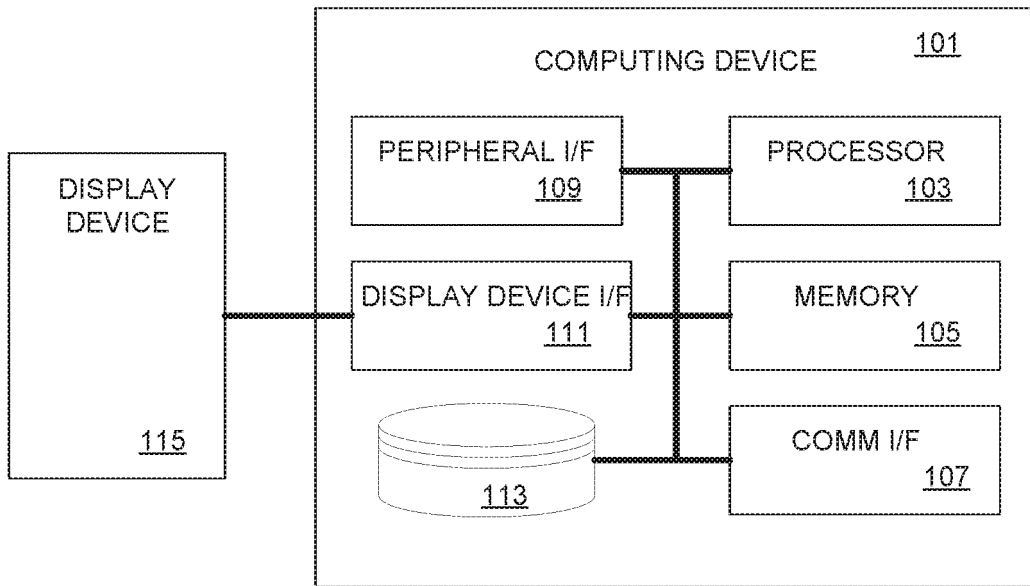 COMPUTING DEVICE
101
PERIPHERAL I/F
109
PROCESSOR
103
DISPLAY
DEVICE
115
DISPLAY DEVICE I/F
111
MEMORY
105
113
COMM I/F
107